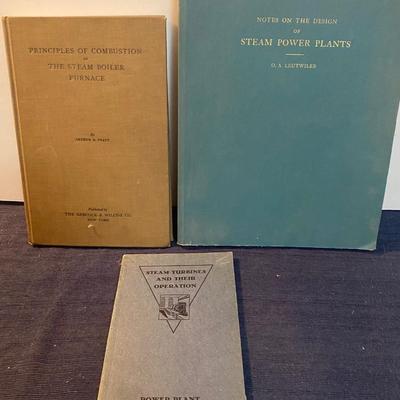 PRINCIPLES OF COMBUSTION
IN
THE STEAM BOILER
FURNACE
By
ARTHUR D. PRATT
Published by
THE BABCOCK & WILCOX CO.
NEW YORK
NOTES ON THE DESIGN
OF
STEAM POWER PLANTS
O. A. LEUTWILER
STEAM TURBINES
AND THEIR
OPERATION
POWER PLANT